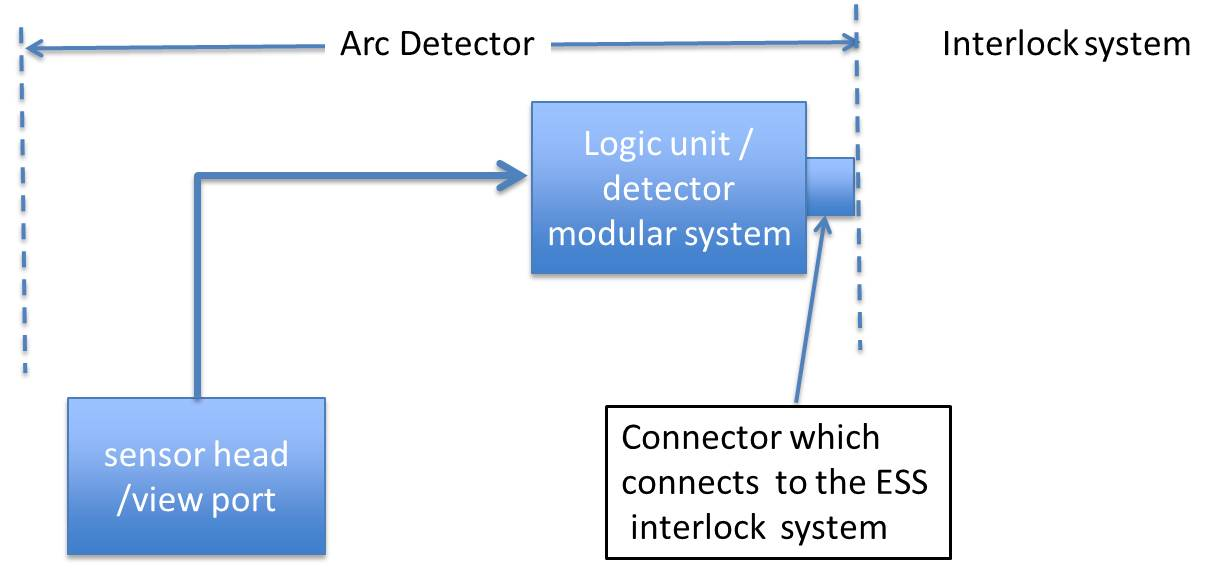 Arc Detector
Interlock system
Logic unit /
detector
modular system
sensor head
/view port
Connector which
connects to the ESS
interlock system